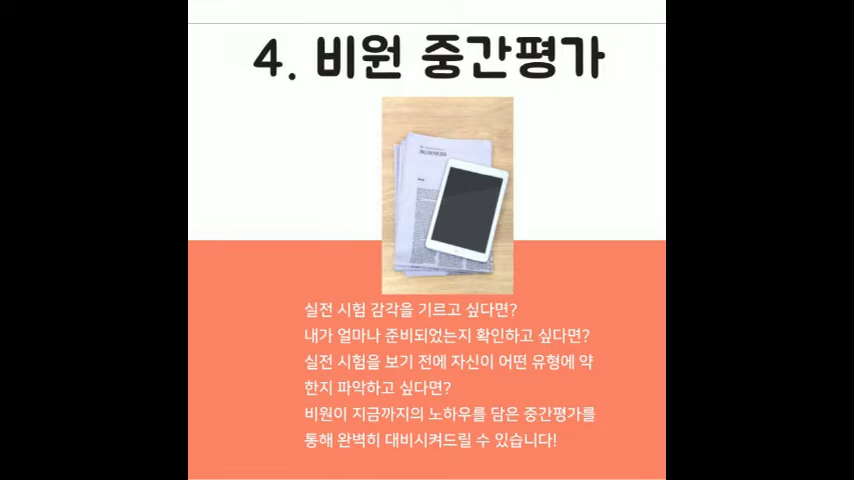 4. 비원 중간평가
BUSINESS
실전 시험 감각을 기르고 싶다면?
내가 얼마나 준비되었는지 확인하고 싶다면?
실전 시험을 보기 전에 자신이 어떤 유형에 약
한지 파악하고 싶다면?
비원이 지금까지의 노하우를 담은 중간평가를
통해 완벽히 대비시켜드릴 수 있습니다!